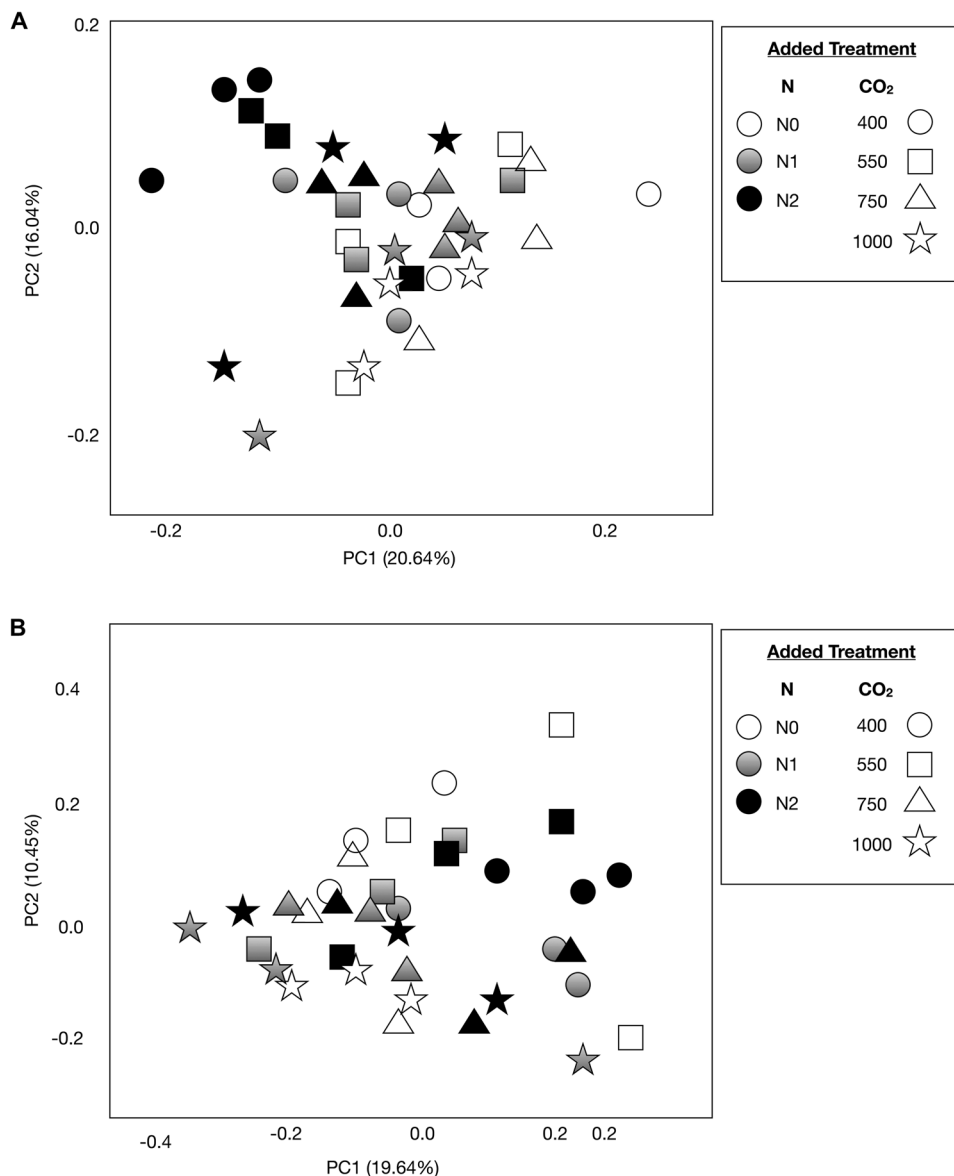 A
0.2
0.0
-0.2
PC2 (16.04%)
-0.2 0.0 0.2
PC1 (20.64%)
Added Treatment
N CO₂
N0 400
N1 550
N2 750
1000
B
0.4
0.2
0.0
-0.2
PC2 (10.45%)
-0.4 -0.2 0.0 0.2 0.2
PC1 (19.64%)
Added Treatment
N CO₂
N0 400
N1 550
N2 750
1000